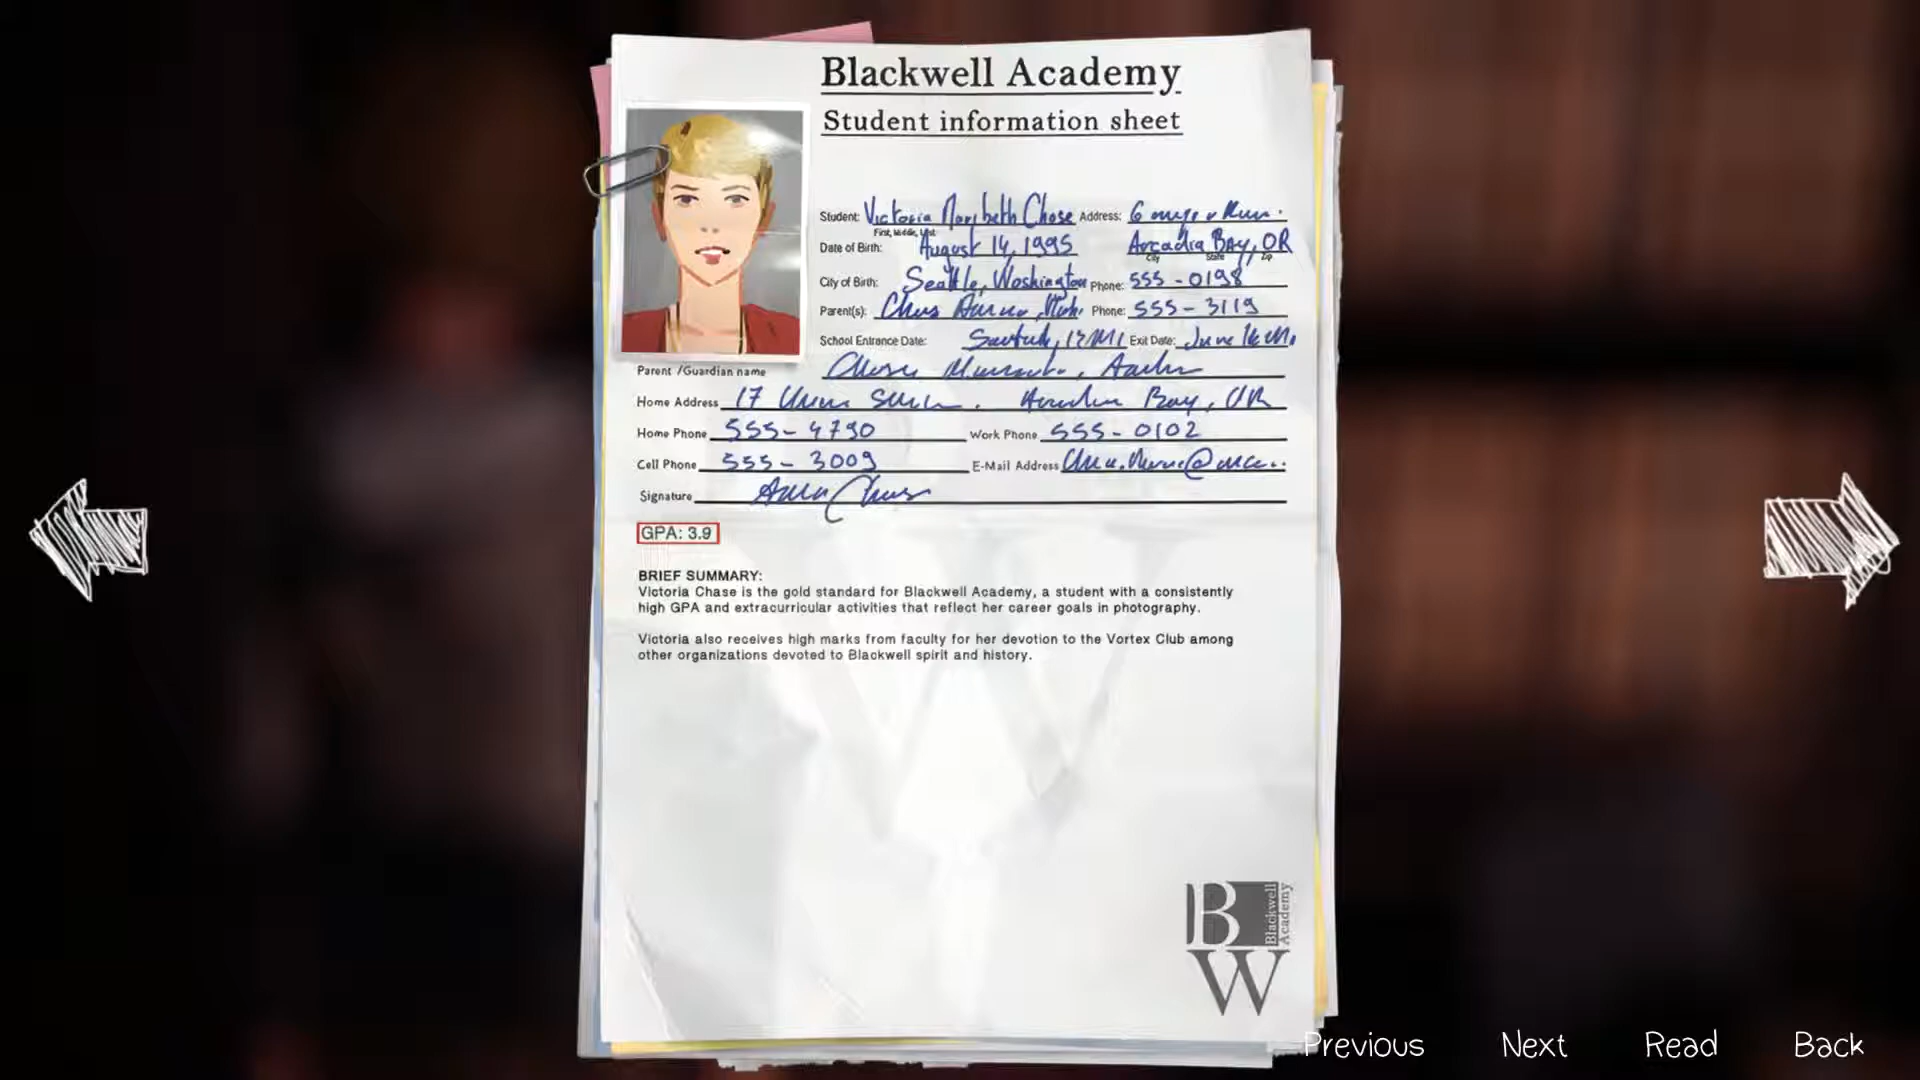 Blackwell Academy
Student information sheet
Student: Victoria Maribeth Chase Address: 6
First, Middle, Last
Date of Birth: August 14, 1995 Arcadia Bay, OR
City State Zip
City of Birth: Seattle, Washington Phone: 555-0198
Parent(s): Phone: 555-3119
School Entrance Date: Exit Date: June
Parent /Guardian name
Home Address 17 Bay, OR
Home Phone 555-4790 Work Phone 555-0102
Cell Phone 555-3009 E-Mail Address
Signature
GPA: 3.9
BRIEF SUMMARY:
Victoria Chase is the gold standard for Blackwell Academy, a student with a consistently
high GPA and extracurricular activities that reflect her career goals in photography.
Victoria also receives high marks from faculty for her devotion to the Vortex Club among
other organizations devoted to Blackwell spirit and history.
B Blackwell Academy
W
Previous Next Read Back